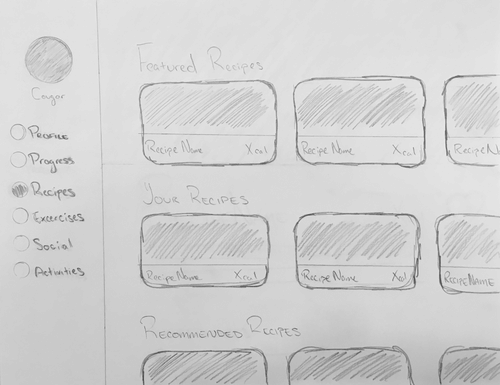 Cougar
Profile
Progress
Recipes
Exercises
Social
Activities
Featured Recipes
Recipe Name Xcal
Recipe Name Xcal
Recipe N
Your Recipes
Recipe Name Xcal
Recipe Name Xcal
Recipe Name
Recommended Recipes